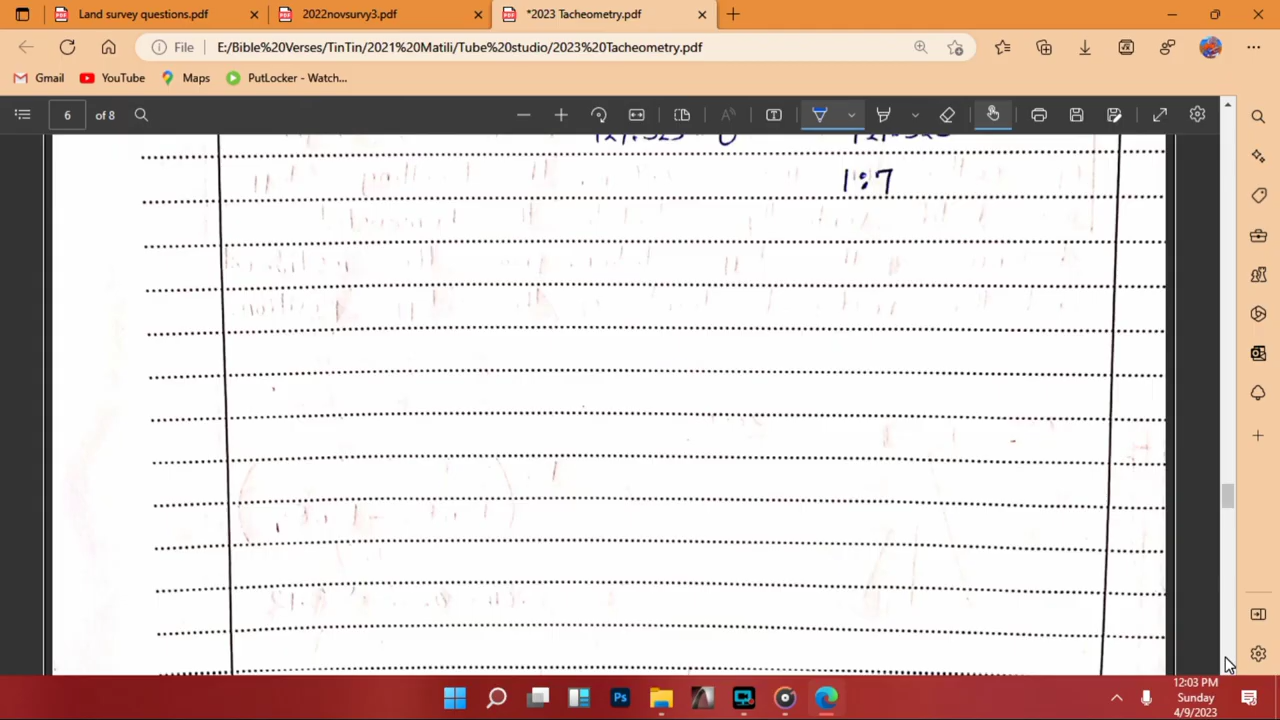 Land survey questions.pdf
2022novsurvy3.pdf
*2023 Tacheometry.pdf
File
E:/Bible%20Verses/TinTin/2021%20Matili/Tube%20studio/2023%20Tacheometry.pdf
Gmail
YouTube
Maps
PutLocker - Watch...
6
of 8
1:7
Ps
12:03 PM
Sunday
4/9/2023